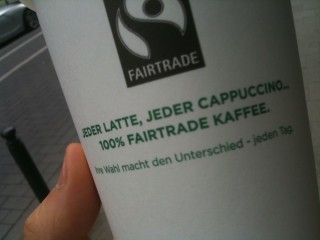 FAIRTRADE
JEDER LATTE, JEDER CAPPUCCINO...
100% FAIRTRADE KAFFEE.
Ihre Wahl macht den Unterschied - jeden Tag.